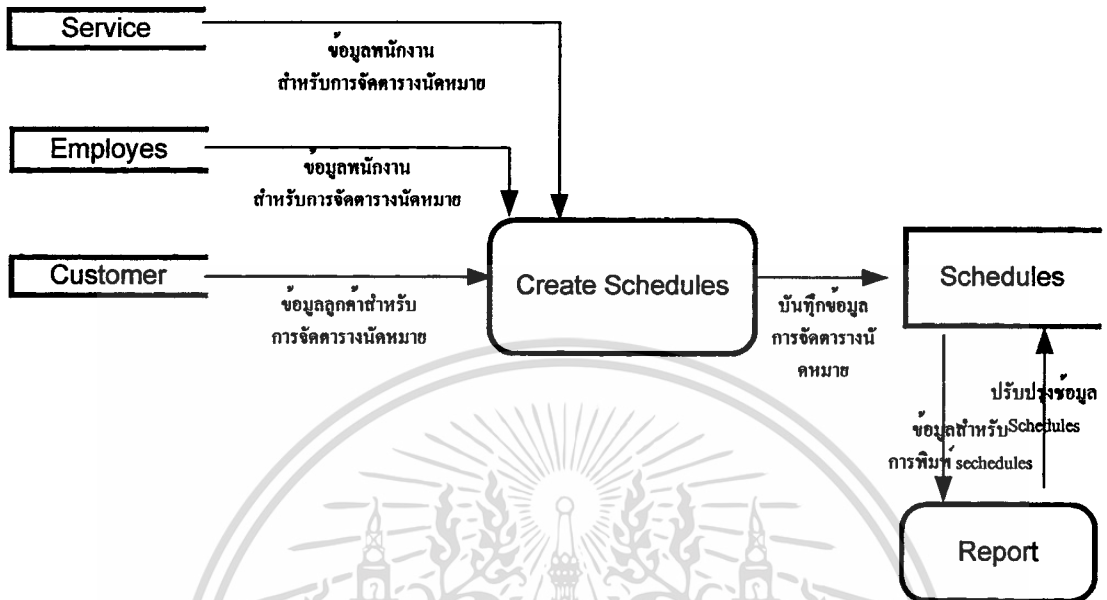 Service
ข้อมูลพนักงาน
สำหรับการจัดตารางนัดหมาย
Employes
ข้อมูลพนักงาน
สำหรับการจัดตารางนัดหมาย
Customer
ข้อมูลลูกค้าสำหรับ
การจัดตารางนัดหมาย
Create Schedules
บันทึกข้อมูล
การจัดตารางนั
ดหมาย
Schedules
ปรับปรุงข้อมูล
Schedules
ข้อมูลสำหรับ
การพิมพ์ sechedules
Report